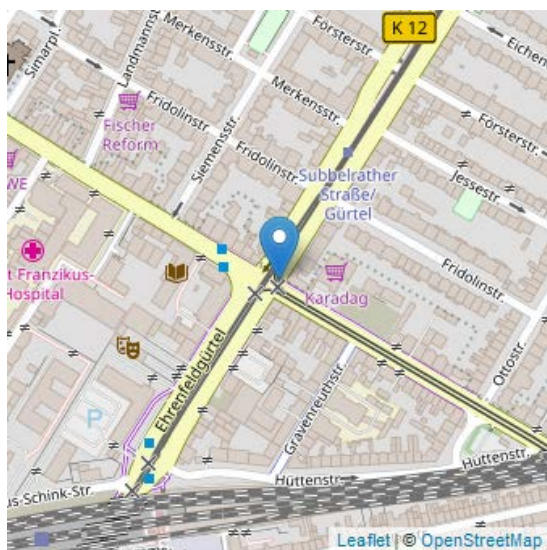 K 12
Simarpl.
Landmannst
Merkensstr.
Försterstr.
Eichen
Fischer
Reform
Fridolinstr
Siemensstr.
Merkensstr.
Försterstr.
WE
Fridolinstr.
Subbelrather
Straße/
Gürtel
Jessestr.
t Franzikus-
Hospital
Karadag
Fridolinstr.
Ehrenfeldgürtel
P
Gravenreuthstr.
Ottostr.
us-Schink-Str.
Hüttenstr.
Hüttenstr.
Leaflet | © OpenStreetMap